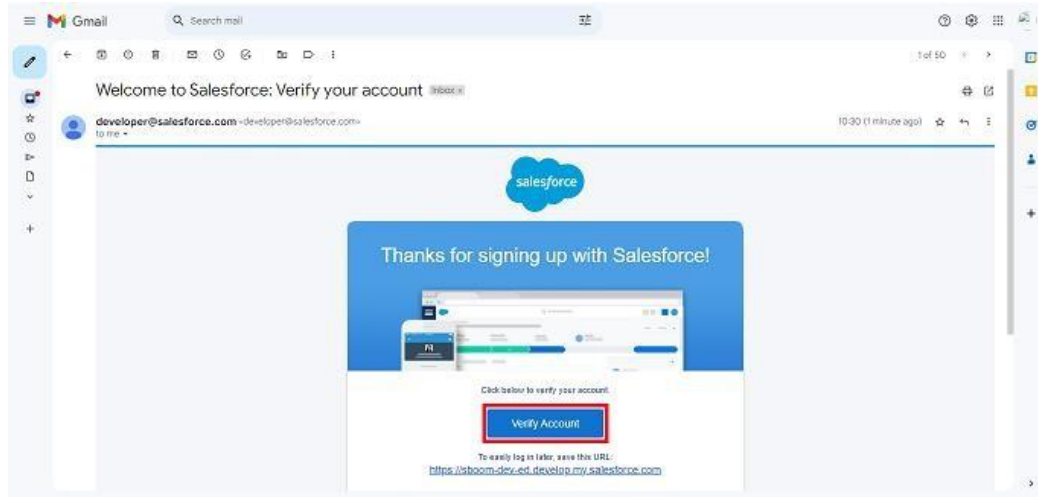 Gmail
Search mail
1 of 50
Welcome to Salesforce: Verify your account Inbox x
developer@salesforce.com <developer@salesforce.com>
10:30 (1 minute ago)
to me
salesforce
Thanks for signing up with Salesforce!
Click below to verify your account.
Verify Account
To easily log in later, save this URL:
https://sboom-dev-ed.develop.my.salesforce.com